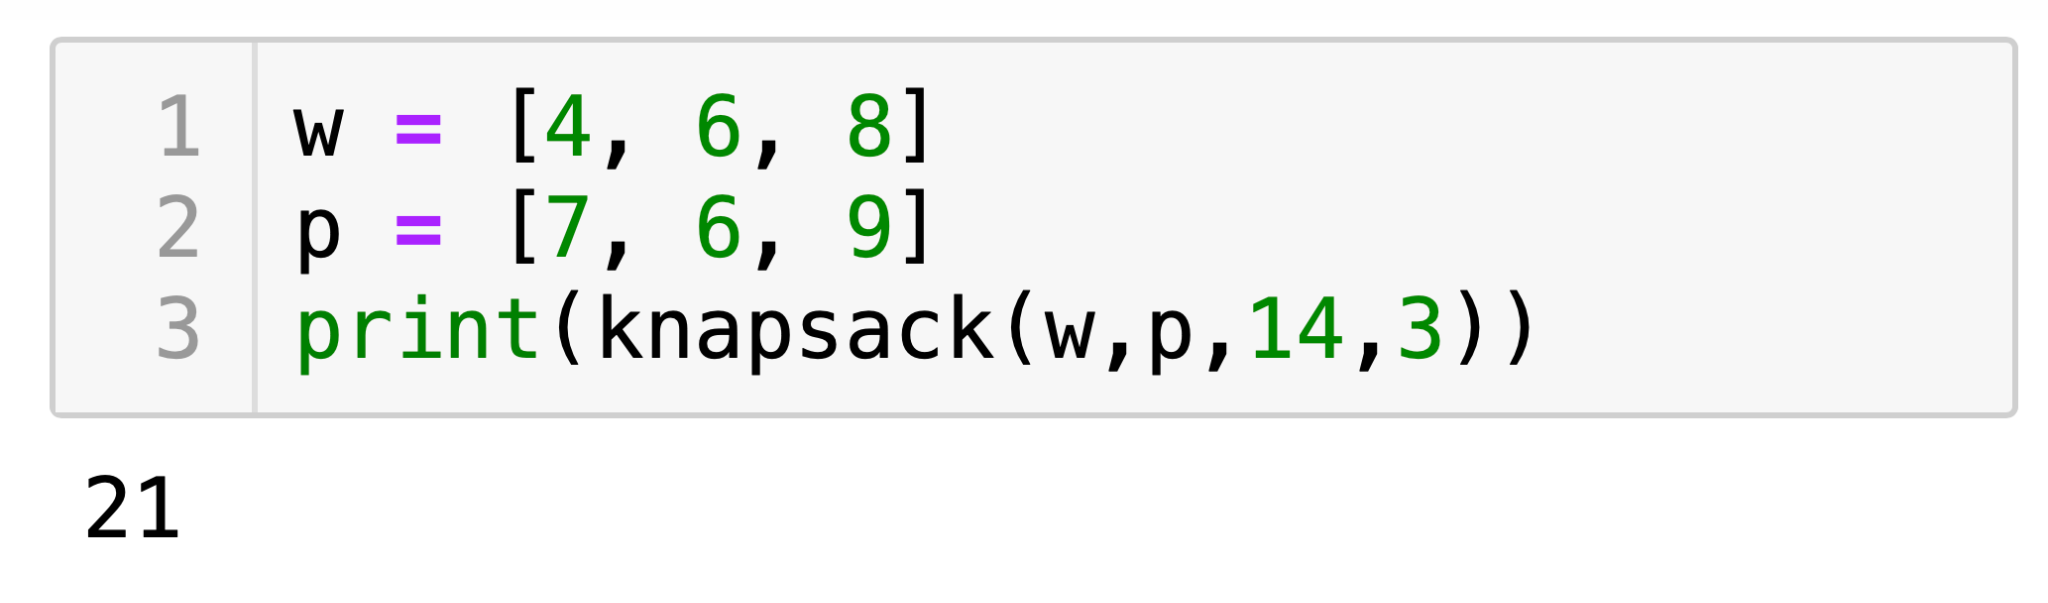 1 w = [4, 6, 8]
2 p = [7, 6, 9]
3 print(knapsack(w,p,14,3))
21